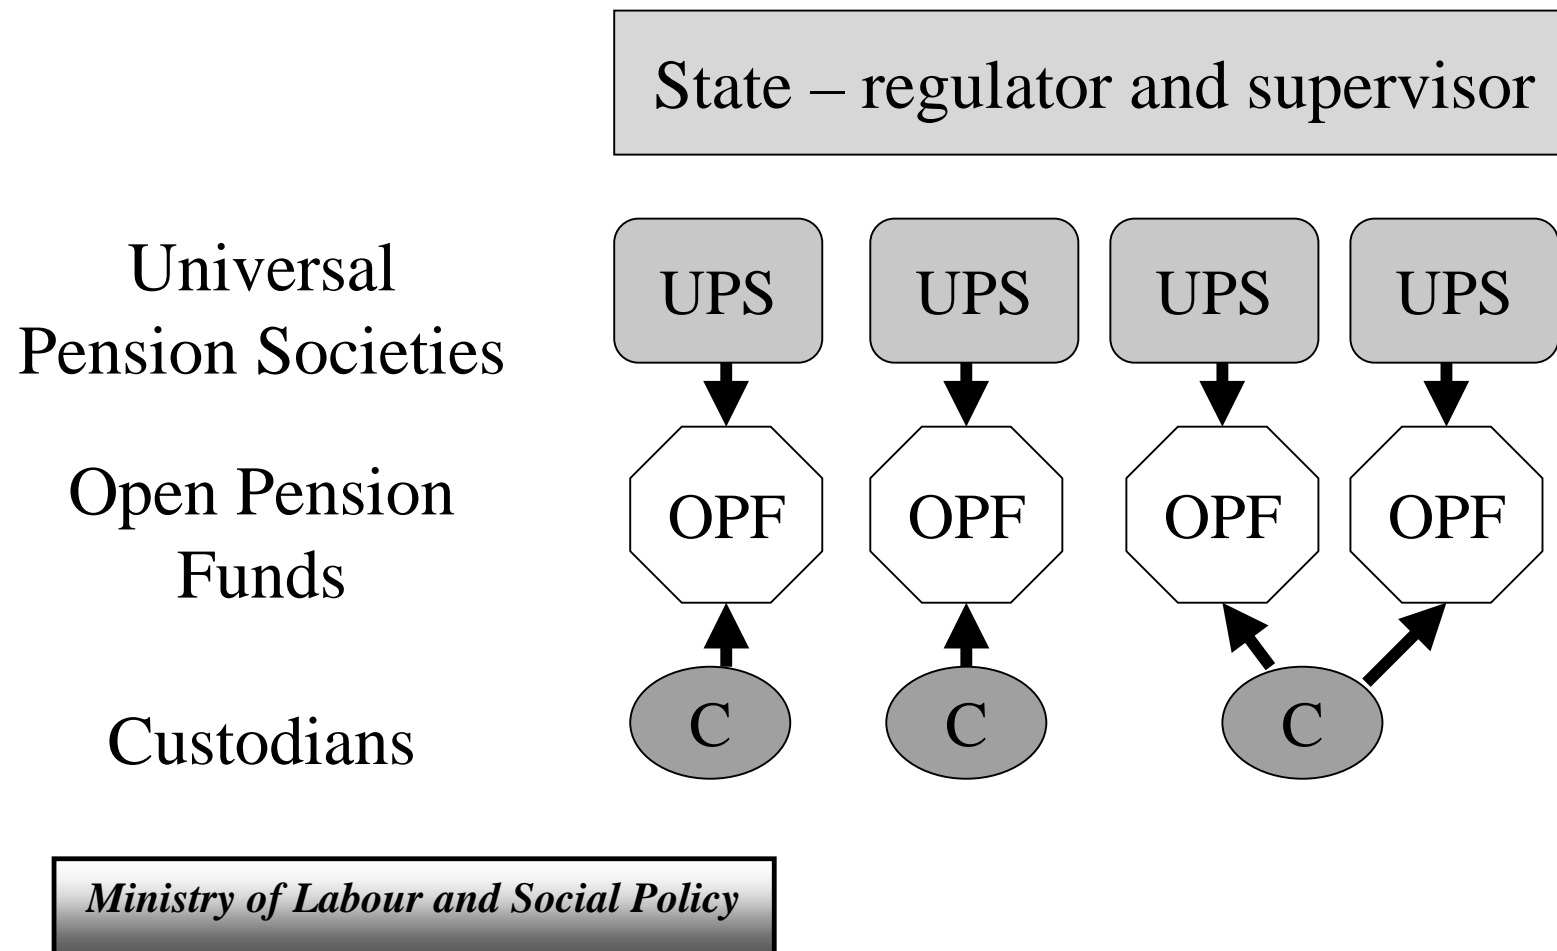 State – regulator and supervisor
Universal
Pension Societies
UPS UPS UPS UPS
Open Pension
Funds
OPF OPF OPF OPF
Custodians
C C C
Ministry of Labour and Social Policy